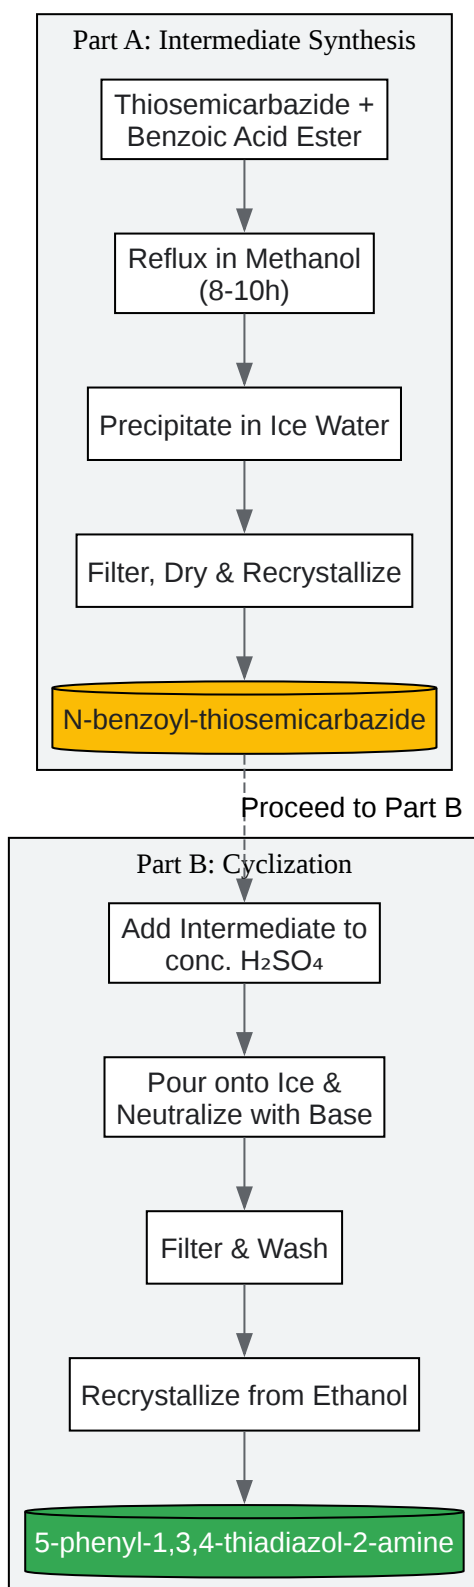 Part A: Intermediate Synthesis
Thiosemicarbazide +
Benzoic Acid Ester
Reflux in Methanol
(8-10h)
Precipitate in Ice Water
Filter, Dry & Recrystallize
N-benzoyl-thiosemicarbazide
Proceed to Part B
Part B: Cyclization
Add Intermediate to
conc. H₂SO₄
Pour onto Ice &
Neutralize with Base
Filter & Wash
Recrystallize from Ethanol
5-phenyl-1,3,4-thiadiazol-2-amine